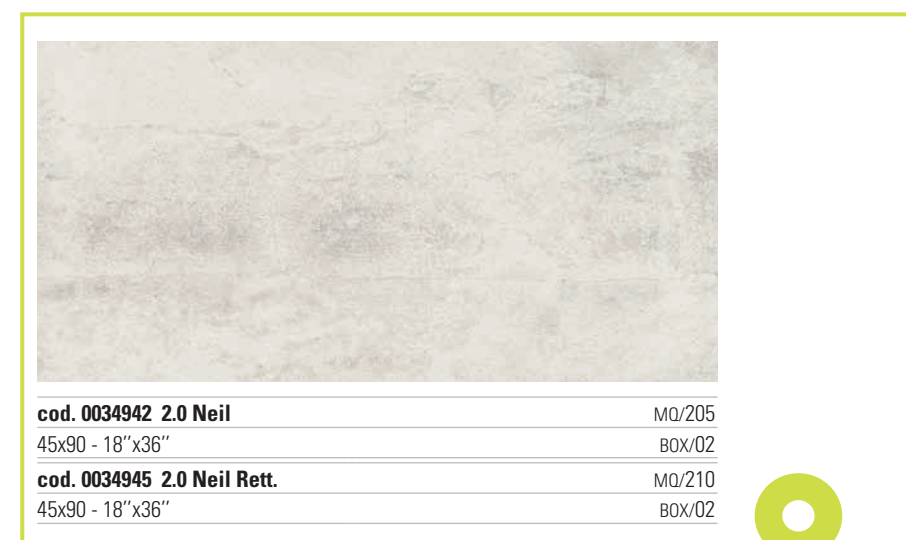 cod. 0034942 2.0 Neil MQ/205
45x90 - 18’’x36’’ BOX/02
cod. 0034945 2.0 Neil Rett. MQ/210
45x90 - 18’’x36’’ BOX/02